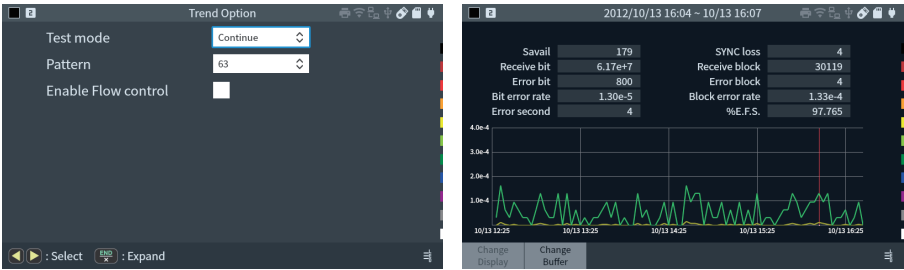 2 Trend Option
Test mode Continue
Pattern 63
Enable Flow control
: Select END × : Expand
2 2012/10/13 16:04 ~ 10/13 16:07
Savail 179 SYNC loss 4
Receive bit 6.17e+7 Receive block 30119
Error bit 800 Error block 4
Bit error rate 1.30e-5 Block error rate 1.33e-4
Error second 4 %E.F.S. 97.765
4.0e-4
3.0e-4
2.0e-4
1.0e-4
10/13 12:25 10/13 13:25 10/13 14:25 10/13 15:25 10/13 16:25
Change Display Change Buffer